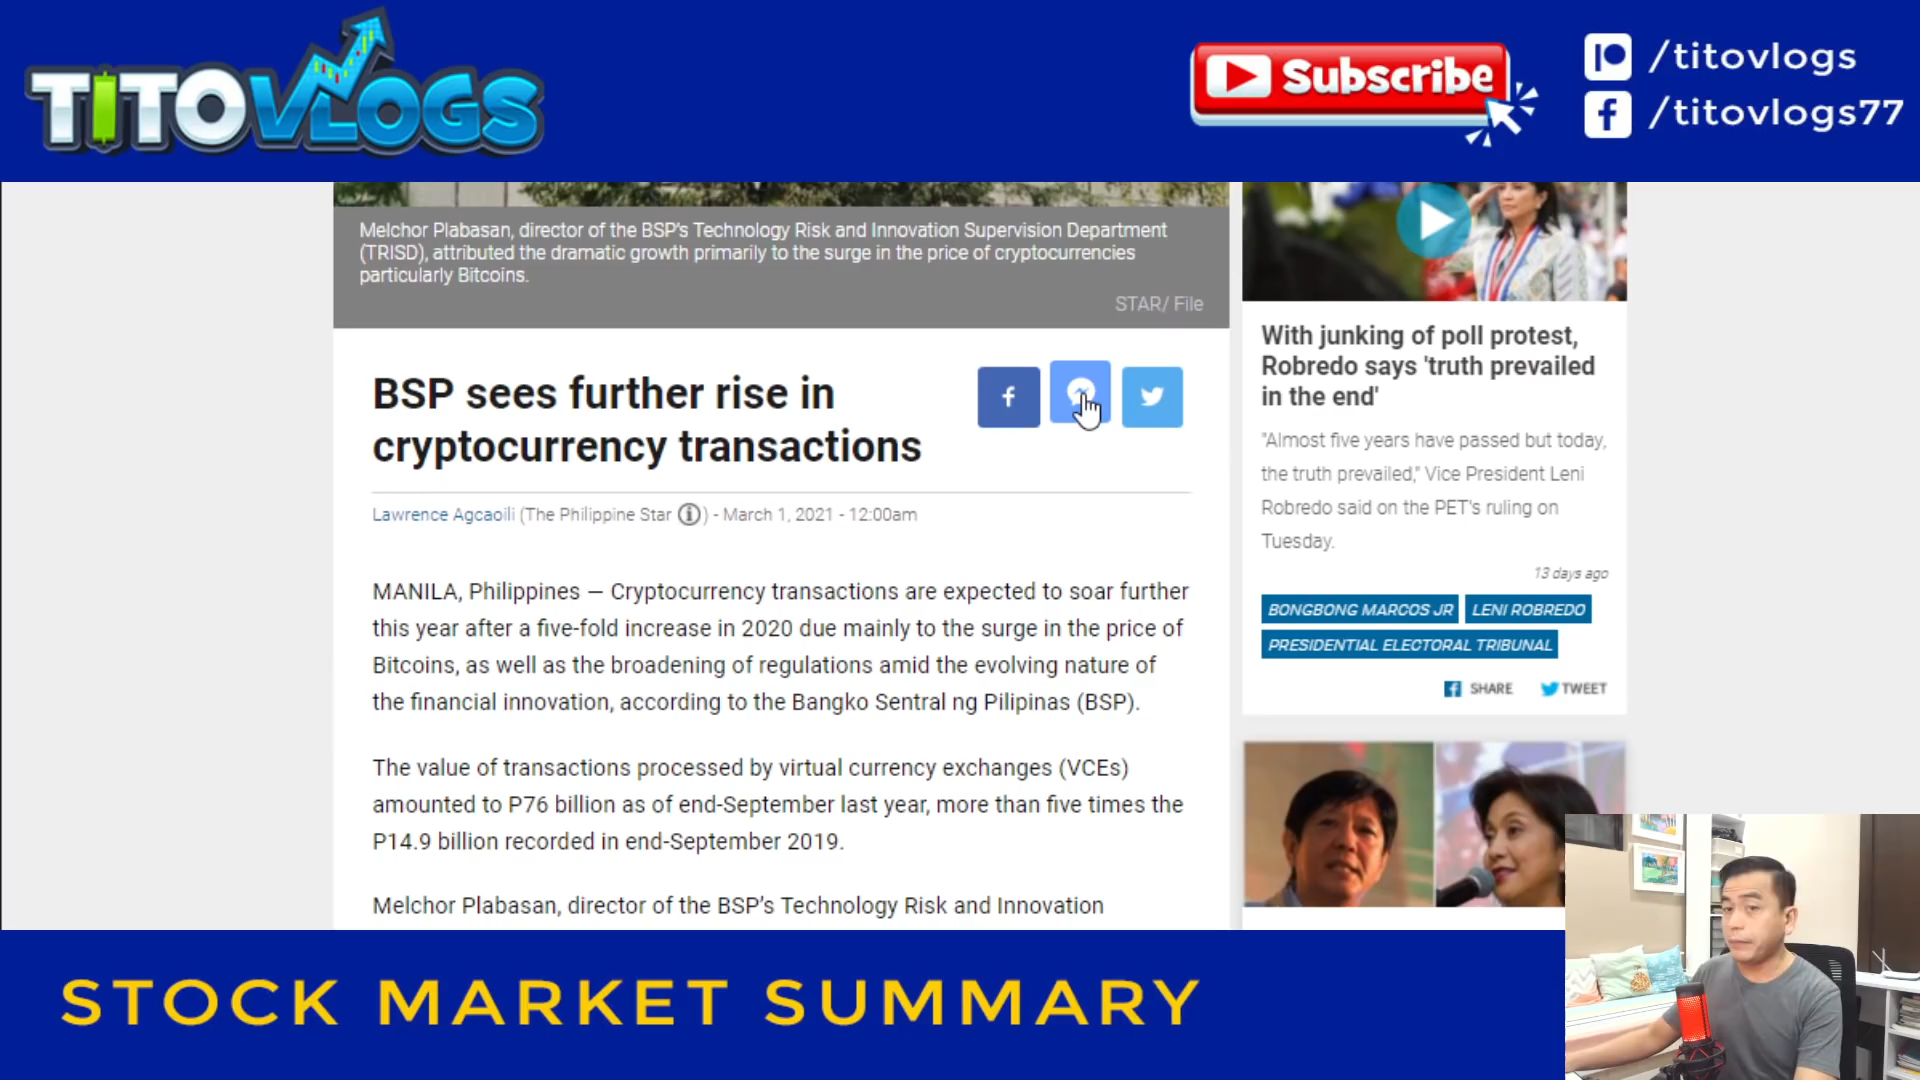 TITOVLOGS
Subscribe
/titovlogs
/titovlogs77
Melchor Plabasan, director of the BSP's Technology Risk and Innovation Supervision Department
(TRISD), attributed the dramatic growth primarily to the surge in the price of cryptocurrencies
particularly Bitcoins.
STAR/ File
BSP sees further rise in
cryptocurrency transactions
Lawrence Agcaoili (The Philippine Star ) - March 1, 2021 - 12:00am
MANILA, Philippines — Cryptocurrency transactions are expected to soar further
this year after a five-fold increase in 2020 due mainly to the surge in the price of
Bitcoins, as well as the broadening of regulations amid the evolving nature of
the financial innovation, according to the Bangko Sentral ng Pilipinas (BSP).
The value of transactions processed by virtual currency exchanges (VCEs)
amounted to P76 billion as of end-September last year, more than five times the
P14.9 billion recorded in end-September 2019.
Melchor Plabasan, director of the BSP's Technology Risk and Innovation
With junking of poll protest,
Robredo says 'truth prevailed
in the end'
"Almost five years have passed but today,
the truth prevailed," Vice President Leni
Robredo said on the PET's ruling on
Tuesday.
13 days ago
BONGBONG MARCOS JR LENI ROBREDO
PRESIDENTIAL ELECTORAL TRIBUNAL
SHARE TWEET
STOCK MARKET SUMMARY